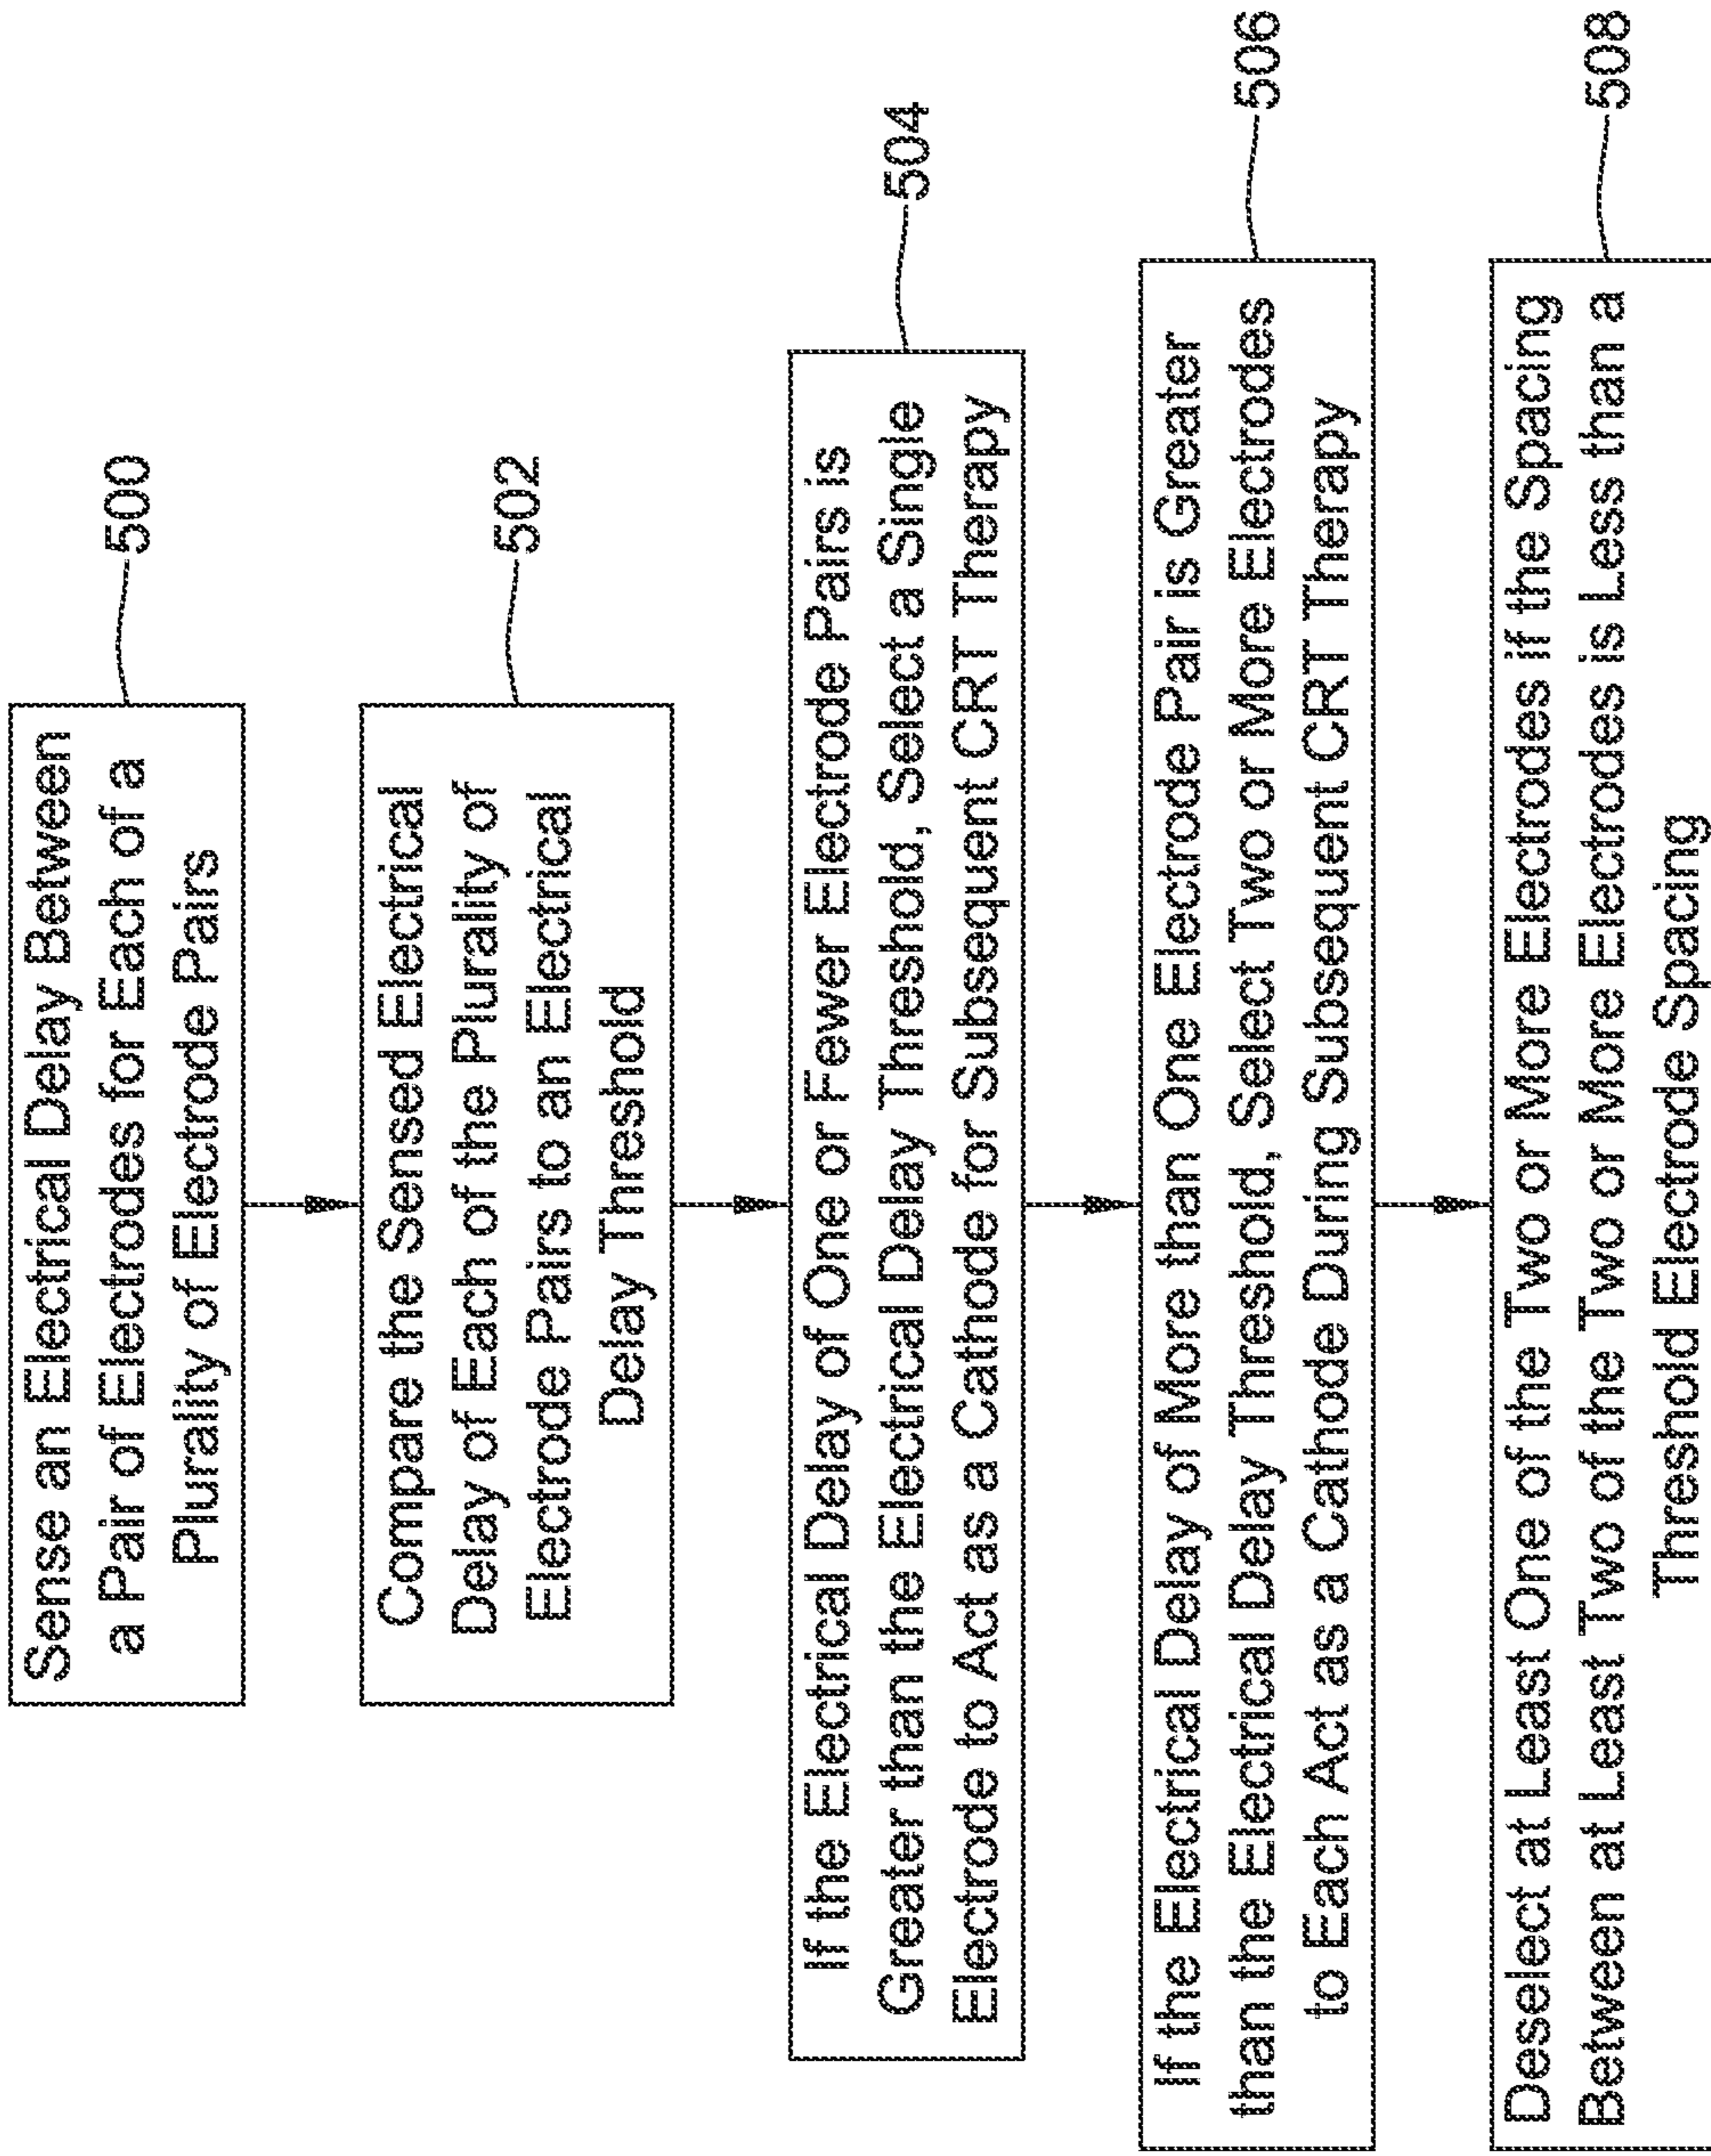 Sense an Electrical Delay Between
a Pair of Electrodes for Each of a
Plurality of Electrode Pairs
500
Compare the Sensed Electrical
Delay of Each of the Plurality of
Electrode Pairs to an Electrical
Delay Threshold
502
If the Electrical Delay of One or Fewer Electrode Pairs is
Greater than the Electrical Delay Threshold, Select a Single
Electrode to Act as a Cathode for Subsequent CRT Therapy
504
If the Electrical Delay of More than One Electrode Pair is Greater
than the Electrical Delay Threshold, Select Two or More Electrodes
to Each Act as a Cathode During Subsequent CRT Therapy
506
Deselect at Least One of the Two or More Electrodes if the Spacing
Between at Least Two of the Two or More Electrodes is Less than a
Threshold Electrode Spacing
508